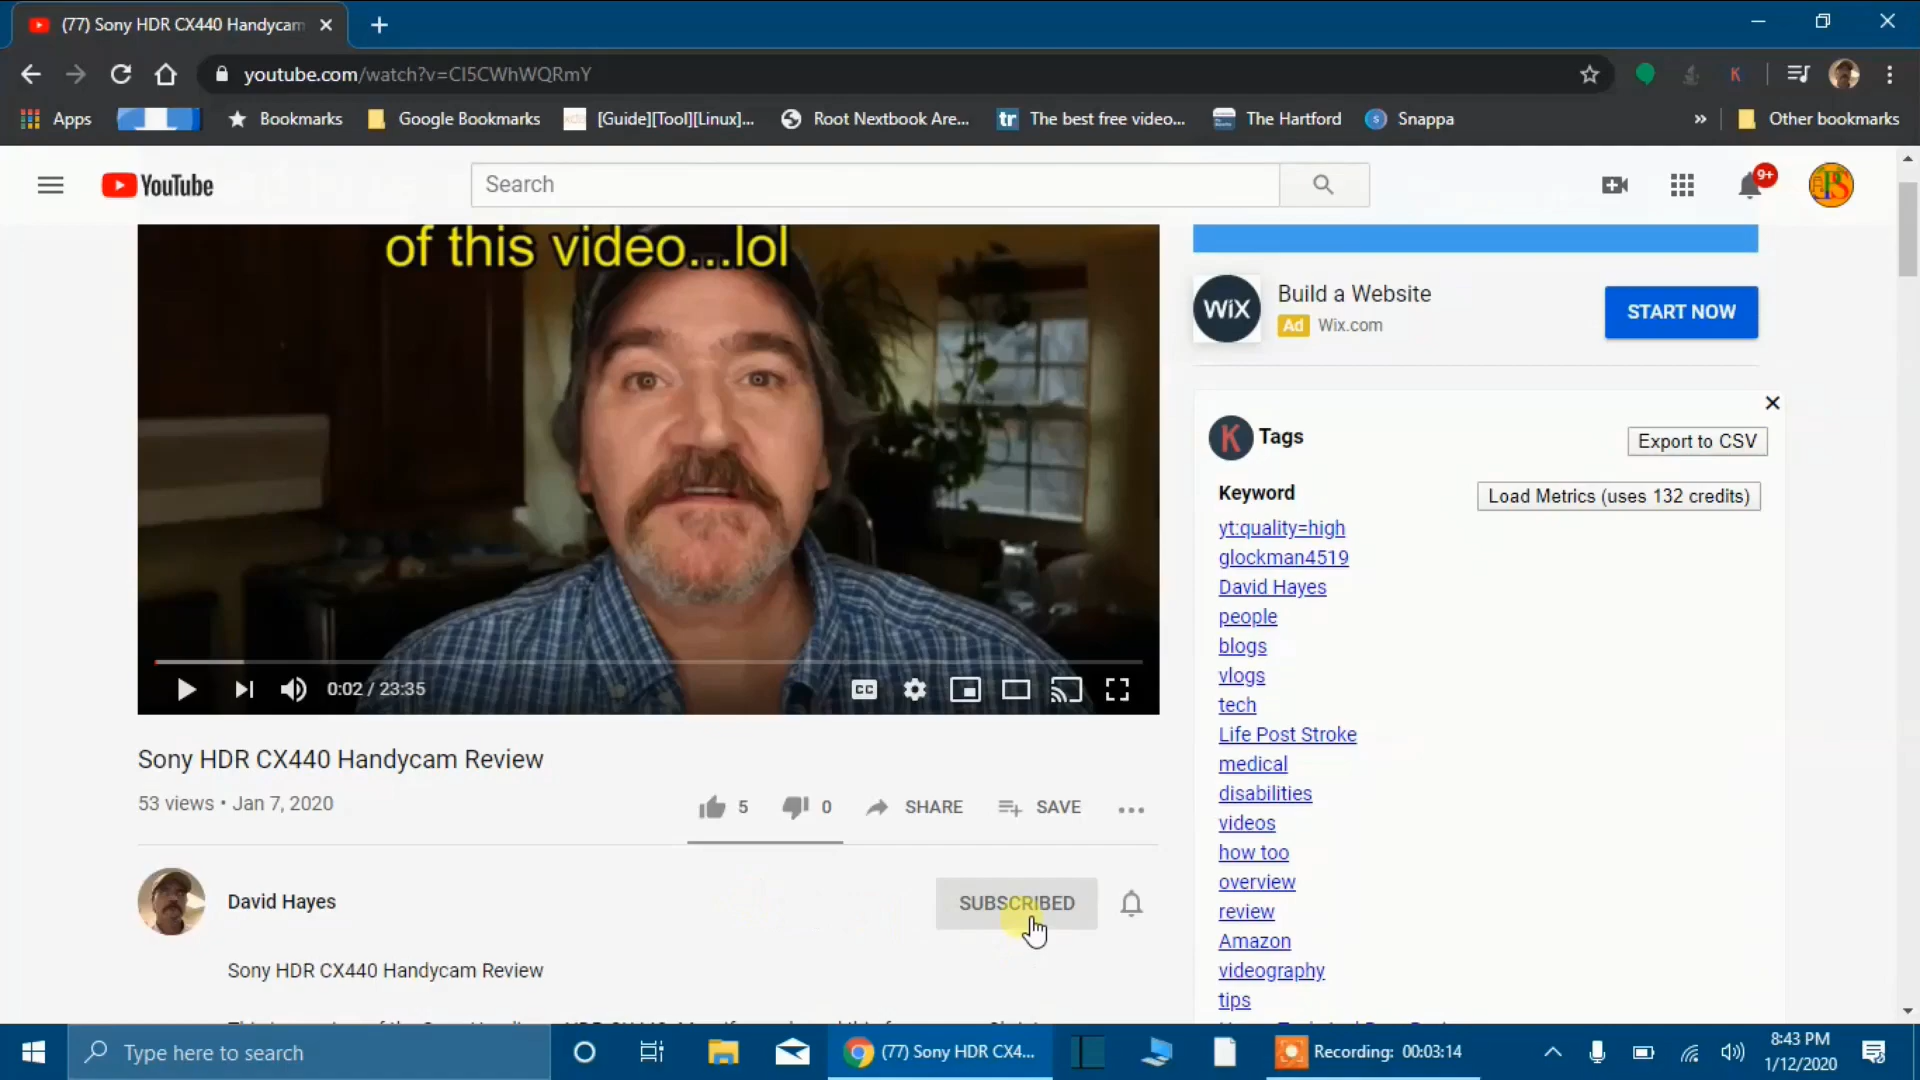 (77) Sony HDR CX440 Handycam
youtube.com/watch?v=CI5CWhWQRmY
K
Apps
Bookmarks
Google Bookmarks
[Guide][Tool][Linux]...
Root Nextbook Are...
tr The best free video...
The Hartford
S Snappa
»
Other bookmarks
YouTube
Search
9+
PS
of this video...lol
0:02 / 23:35
CC
Sony HDR CX440 Handycam Review
53 views • Jan 7, 2020
5
0
SHARE
SAVE
David Hayes
SUBSCRIBED
Sony HDR CX440 Handycam Review
WiX
Build a Website
Ad Wix.com
START NOW
K Tags
Export to CSV
Keyword
Load Metrics (uses 132 credits)
yt:quality=high
glockman4519
David Hayes
people
blogs
vlogs
tech
Life Post Stroke
medical
disabilities
videos
how too
overview
review
Amazon
videography
tips
Type here to search
(77) Sony HDR CX4...
Recording: 00:03:14
8:43 PM
1/12/2020